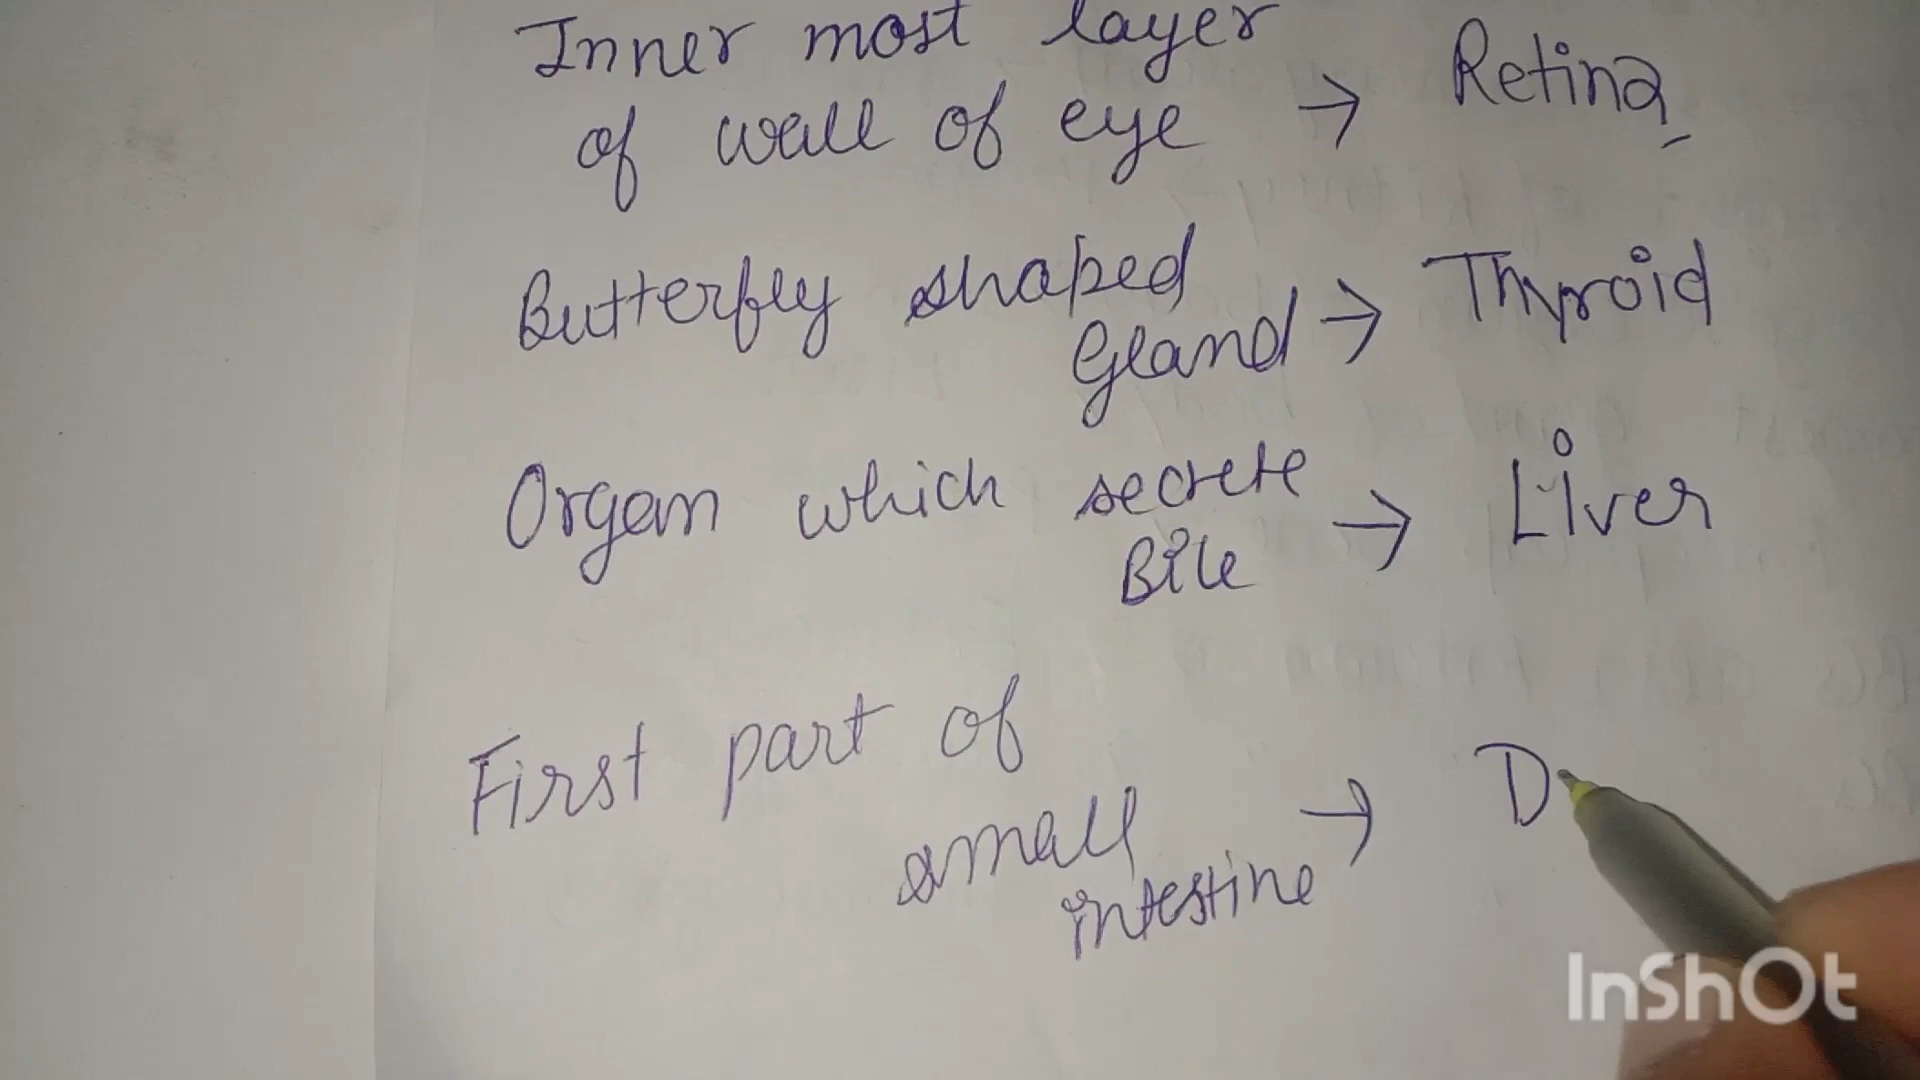 Inner most layer
of wall of eye → Retina
Butterfly shaped
Gland → Thyroid
Organ which secrete
Bile → Liver
First part of
small
intestine → D
InShOt